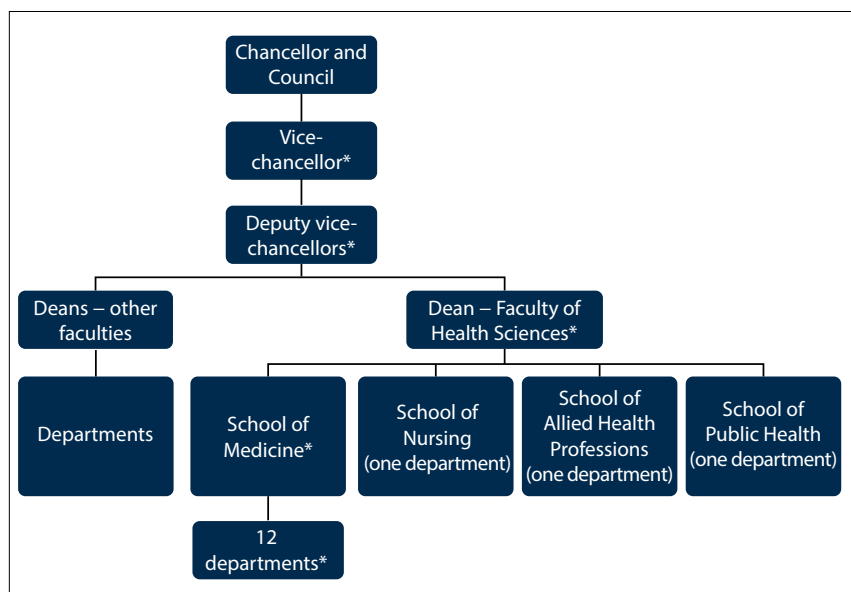 Chancellor and
Council
Vice-
chancellor*
Deputy vice-
chancellors*
Deans – other
faculties
Dean – Faculty of
Health Sciences*
Departments
School of
Medicine*
School of
Nursing
(one department)
School of
Allied Health
Professions
(one department)
School of
Public Health
(one department)
12
departments*